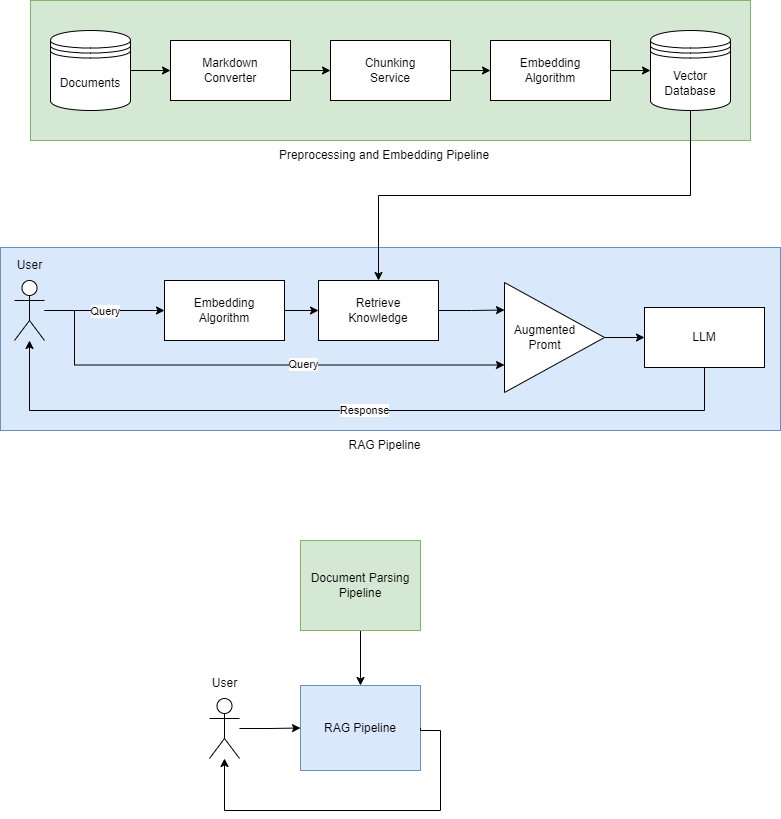 Documents
Markdown
Converter
Chunking
Service
Embedding
Algorithm
Vector
Database
Preprocessing and Embedding Pipeline
User
Query
Embedding
Algorithm
Retrieve
Knowledge
Augmented
Promt
LLM
Query
Response
RAG Pipeline
Document Parsing
Pipeline
User
RAG Pipeline